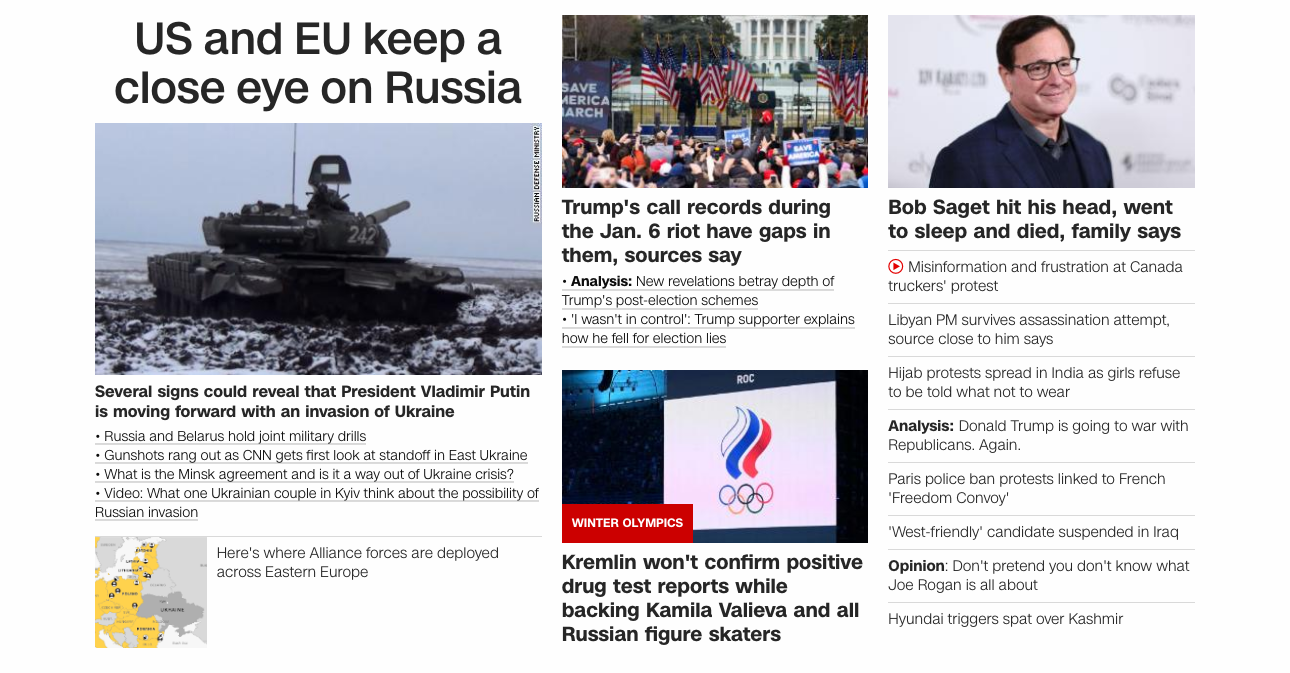 US and EU keep a
close eye on Russia
RUSSIAN DEFENSE MINISTRY
242
Several signs could reveal that President Vladimir Putin
is moving forward with an invasion of Ukraine
• Russia and Belarus hold joint military drills
• Gunshots rang out as CNN gets first look at standoff in East Ukraine
• What is the Minsk agreement and is it a way out of Ukraine crisis?
• Video: What one Ukrainian couple in Kyiv think about the possibility of
Russian invasion
UKRAINE
Here's where Alliance forces are deployed
across Eastern Europe
SAVE
AMERICA
MARCH
SAVE
AMERICA
Trump's call records during
the Jan. 6 riot have gaps in
them, sources say
• Analysis: New revelations betray depth of
Trump's post-election schemes
• 'I wasn't in control': Trump supporter explains
how he fell for election lies
ROC
WINTER OLYMPICS
Kremlin won't confirm positive
drug test reports while
backing Kamila Valieva and all
Russian figure skaters
Bob Saget hit his head, went
to sleep and died, family says
Misinformation and frustration at Canada
truckers' protest
Libyan PM survives assassination attempt,
source close to him says
Hijab protests spread in India as girls refuse
to be told what not to wear
Analysis: Donald Trump is going to war with
Republicans. Again.
Paris police ban protests linked to French
'Freedom Convoy'
'West-friendly' candidate suspended in Iraq
Opinion: Don't pretend you don't know what
Joe Rogan is all about
Hyundai triggers spat over Kashmir